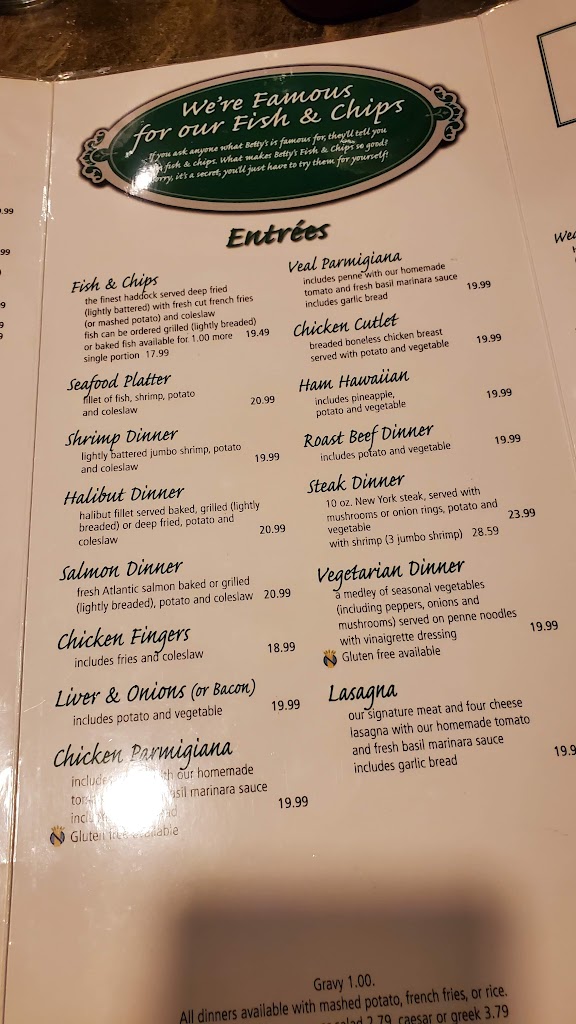 We're Famous
for our Fish & Chips
If you ask anyone what Betty's is famous for, they'll tell you
fish & chips. What makes Betty's Fish & Chips so good?
Sorry, it's a secret, you'll just have to try them for yourself!
Entrées
Fish & Chips
the finest haddock served deep fried
(lightly battered) with fresh cut french fries
(or mashed potato) and coleslaw
fish can be ordered grilled (lightly breaded)
or baked fish available for 1.00 more 19.49
single portion 17.99
Seafood Platter
fillet of fish, shrimp, potato
and coleslaw 20.99
Shrimp Dinner
lightly battered jumbo shrimp, potato
and coleslaw 19.99
Halibut Dinner
halibut fillet served baked, grilled (lightly
breaded) or deep fried, potato and
coleslaw 20.99
Salmon Dinner
fresh Atlantic salmon baked or grilled
(lightly breaded), potato and coleslaw 20.99
Chicken Fingers
includes fries and coleslaw 18.99
Liver & Onions (or Bacon)
includes potato and vegetable 19.99
Chicken Parmigiana
with our homemade
basil marinara sauce
19.99
Gluten free available
Veal Parmigiana
includes penne with our homemade
tomato and fresh basil marinara sauce
includes garlic bread 19.99
Chicken Cutlet
breaded boneless chicken breast
served with potato and vegetable 19.99
Ham Hawaiian
includes pineapple,
potato and vegetable 19.99
Roast Beef Dinner
includes potato and vegetable 19.99
Steak Dinner
10 oz. New York steak, served with
mushrooms or onion rings, potato and
vegetable 23.99
with shrimp (3 jumbo shrimp) 28.59
Vegetarian Dinner
a medley of seasonal vegetables
(including peppers, onions and
mushrooms) served on penne noodles
with vinaigrette dressing 19.99
Gluten free available
Lasagna
our signature meat and four cheese
lasagna with our homemade tomato
and fresh basil marinara sauce
includes garlic bread
Gravy 1.00.
All dinners available with mashed potato, french fries, or rice.
salad 2.79, caesar or greek 3.79